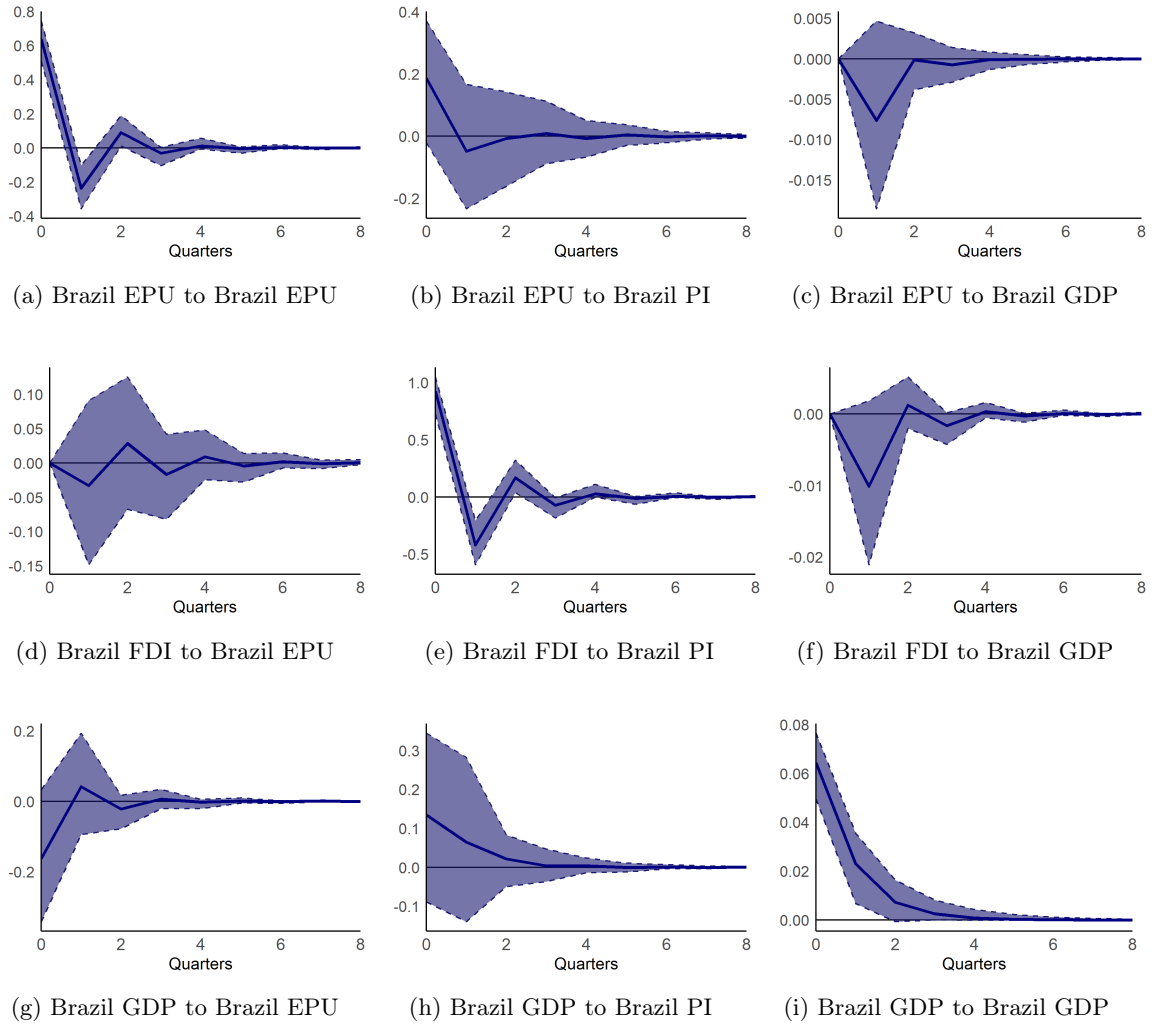 0.8
0.6
0.4
0.2
0.0
-0.2
-0.4
0 2 4 6 8
Quarters
(a) Brazil EPU to Brazil EPU
0.4
0.2
0.0
-0.2
0 2 4 6 8
Quarters
(b) Brazil EPU to Brazil PI
0.005
0.000
-0.005
-0.010
-0.015
0 2 4 6 8
Quarters
(c) Brazil EPU to Brazil GDP
0.10
0.05
0.00
-0.05
-0.10
-0.15
0 2 4 6 8
Quarters
(d) Brazil FDI to Brazil EPU
1.0
0.5
0.0
-0.5
0 2 4 6 8
Quarters
(e) Brazil FDI to Brazil PI
0.00
-0.01
-0.02
0 2 4 6 8
Quarters
(f) Brazil FDI to Brazil GDP
0.2
0.0
-0.2
0 2 4 6 8
Quarters
(g) Brazil GDP to Brazil EPU
0.3
0.2
0.1
0.0
-0.1
0 2 4 6 8
Quarters
(h) Brazil GDP to Brazil PI
0.08
0.06
0.04
0.02
0.00
0 2 4 6 8
Quarters
(i) Brazil GDP to Brazil GDP